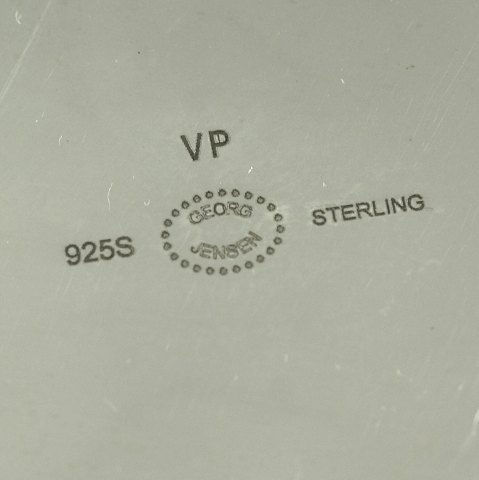 VP
GEORG
JENSEN
925S
STERLING